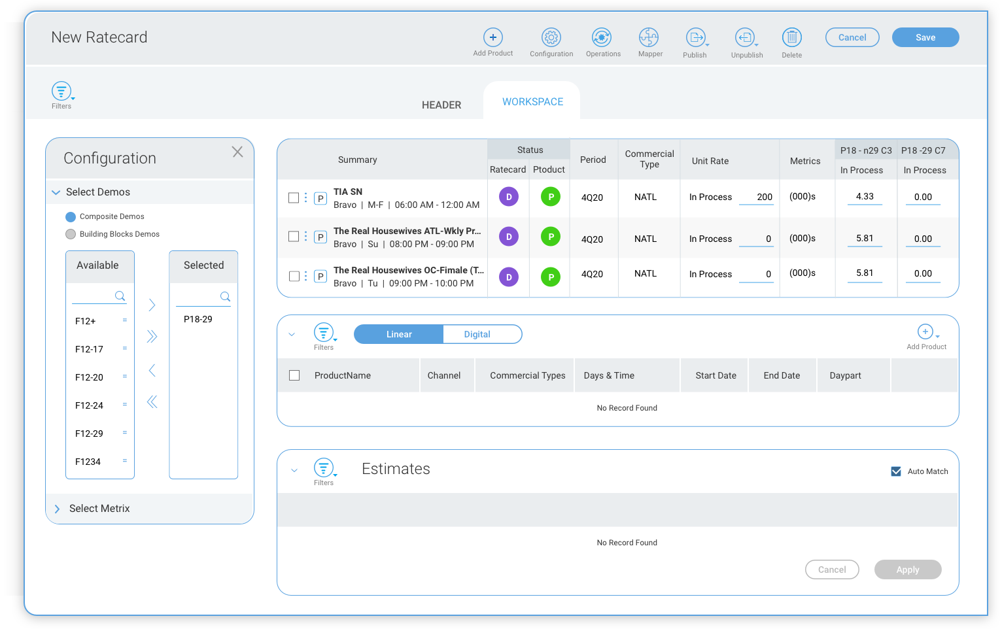 New Ratecard
Add Product
Configuration
Operations
Mapper
Publish
Unpublish
Delete
Cancel
Save
Filters
HEADER
WORKSPACE
Configuration
Select Demos
Composite Demos
Building Blocks Demos
Available
Selected
F12+ =
F12-17 =
F12-20 =
F12-24 =
F12-29 =
F1234 =
P18-29
Select Metrix
Summary
Status
Ratecard
Ptoduct
Period
Commercial
Type
Unit Rate
Metrics
P18 - n29 C3
In Process
P18 -29 C7
In Process
P
TIA SN
Bravo | M-F | 06:00 AM - 12:00 AM
D P 4Q20 NATL In Process 200 (000)s 4.33 0.00
P
The Real Housewives ATL-Wkly Pr...
Bravo | Su | 08:00 PM - 09:00 PM
D P 4Q20 NATL In Process 0 (000)s 5.81 0.00
P
The Real Housewives OC-Fimale (T...
Bravo | Tu | 09:00 PM - 10:00 PM
D P 4Q20 NATL In Process 0 (000)s 5.81 0.00
Filters
Linear
Digital
Add Product
ProductName Channel Commercial Types Days & Time Start Date End Date Daypart
No Record Found
Filters
Estimates
Auto Match
No Record Found
Cancel
Apply